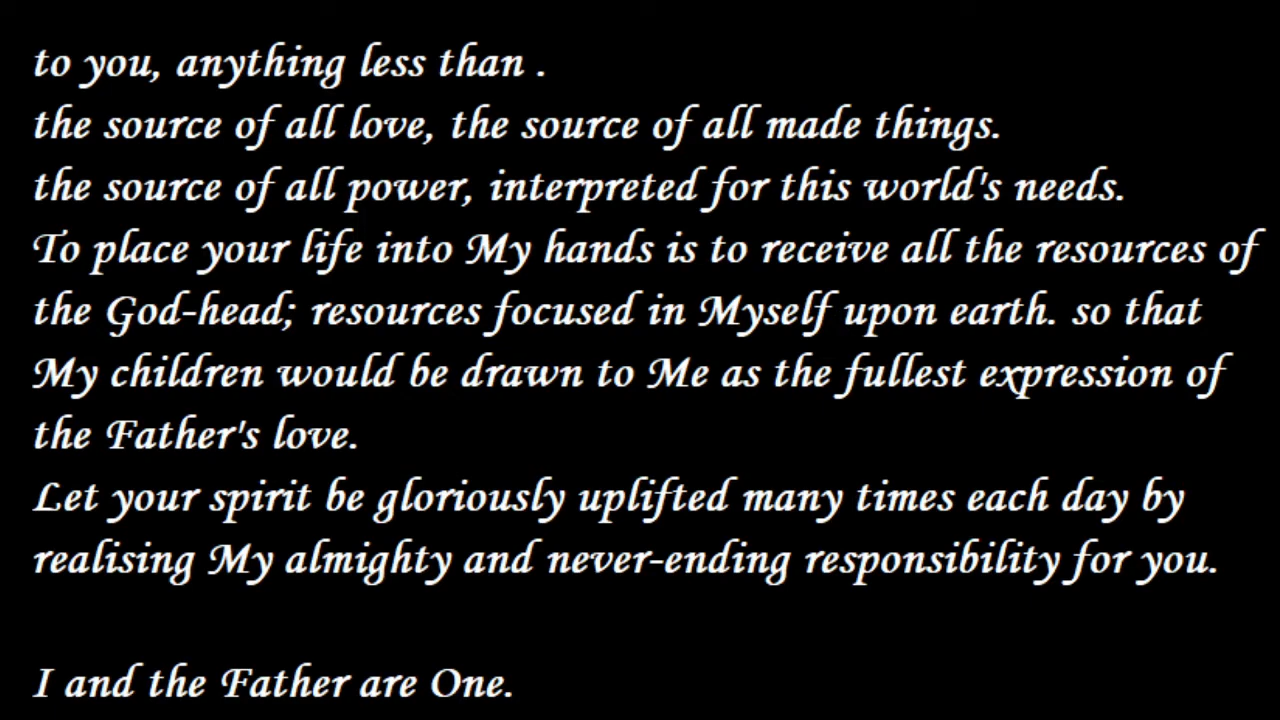 to you, anything less than .
the source of all love, the source of all made things.
the source of all power, interpreted for this world's needs.
To place your life into My hands is to receive all the resources of
the God-head; resources focused in Myself upon earth. so that
My children would be drawn to Me as the fullest expression of
the Father's love.
Let your spirit be gloriously uplifted many times each day by
realising My almighty and never-ending responsibility for you.
I and the Father are One.